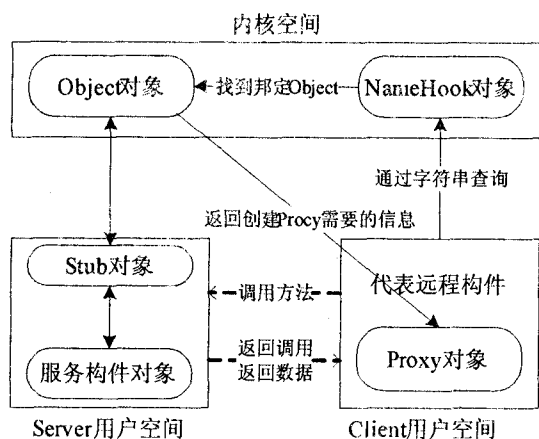 内核空间
Object对象
找到邦定Object
NameHook对象
通过字符串查询
返回创建Procy需要的信息
Stub对象
调用方法
代表远程构件
服务构件对象
返回调用
返回数据
Proxy对象
Server用户空间
Client用户空间